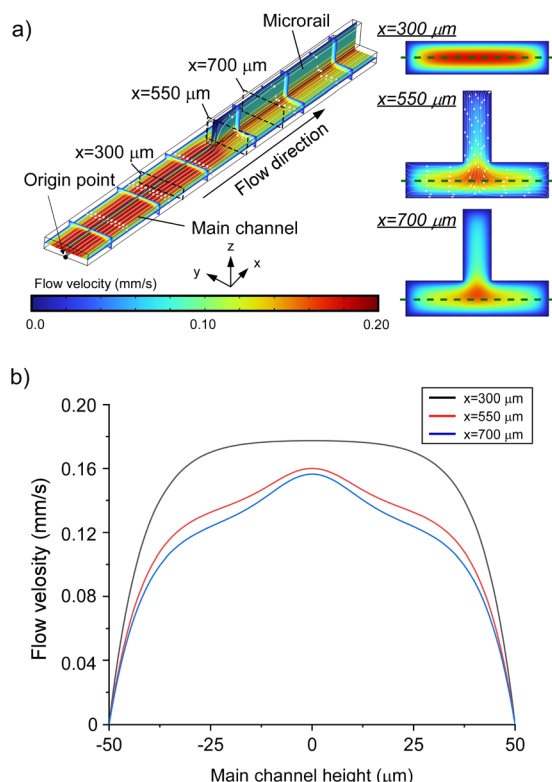 a)
Microrail
x=700 μm
x=550 μm
x=300 μm
Origin point
Flow direction
Main channel
z
y
x
Flow velocity (mm/s)
0.0
0.10
0.20
x=300 μm
x=550 μm
x=700 μm
b)
x=300 μm
x=550 μm
x=700 μm
Flow velosity (mm/s)
0.20
0.16
0.12
0.08
0.04
0
-50
-25
0
25
50
Main channel height (μm)